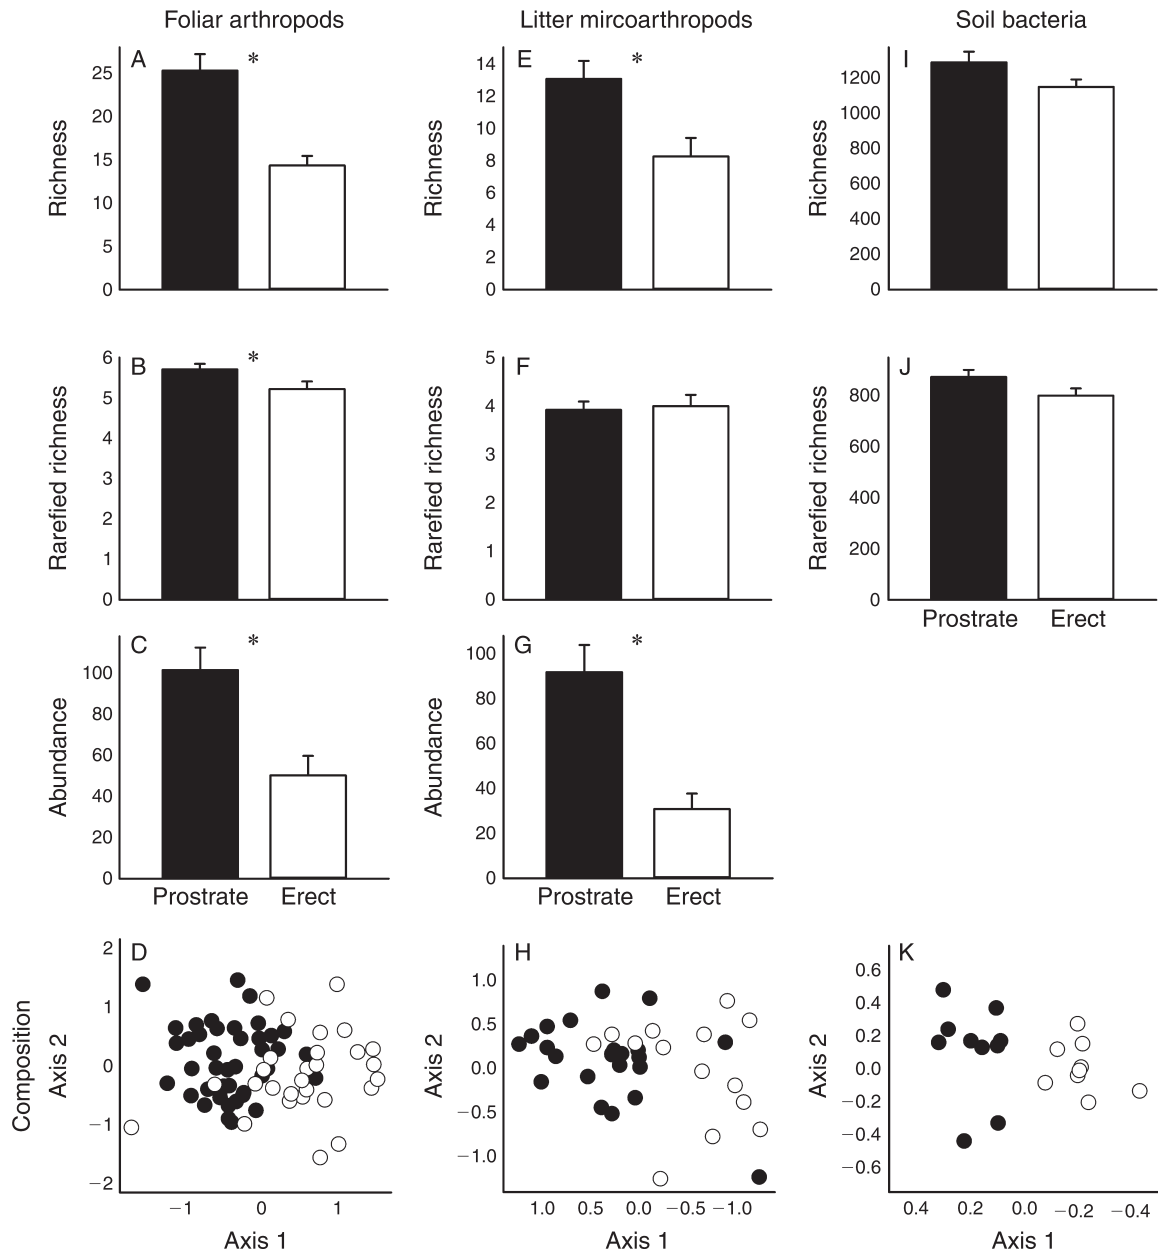 Foliar arthropods Litter mircoarthropods Soil bacteria
A * E * I
25 20 15 10 5 0
Richness
14 12 10 8 6 4 2 0
Richness
1200 1000 800 600 400 200 0
Richness
B * F J
6 5 4 3 2 1 0
Rarefied richness
5 4 3 2 1 0
Rarefied richness
800 600 400 200 0
Rarefied richness
Prostrate Erect
C * G *
100 80 60 40 20 0
Abundance
100 80 60 40 20 0
Abundance
Prostrate Erect Prostrate Erect
D H K
Composition
Axis 2
2 1 0 −1 −2
Axis 2
1.0 0.5 0.0 −0.5 −1.0
Axis 2
0.6 0.4 0.2 0.0 −0.2 −0.4 −0.6
−1 0 1 1.0 0.5 0.0 −0.5 −1.0 0.4 0.2 0.0 −0.2 −0.4
Axis 1 Axis 1 Axis 1